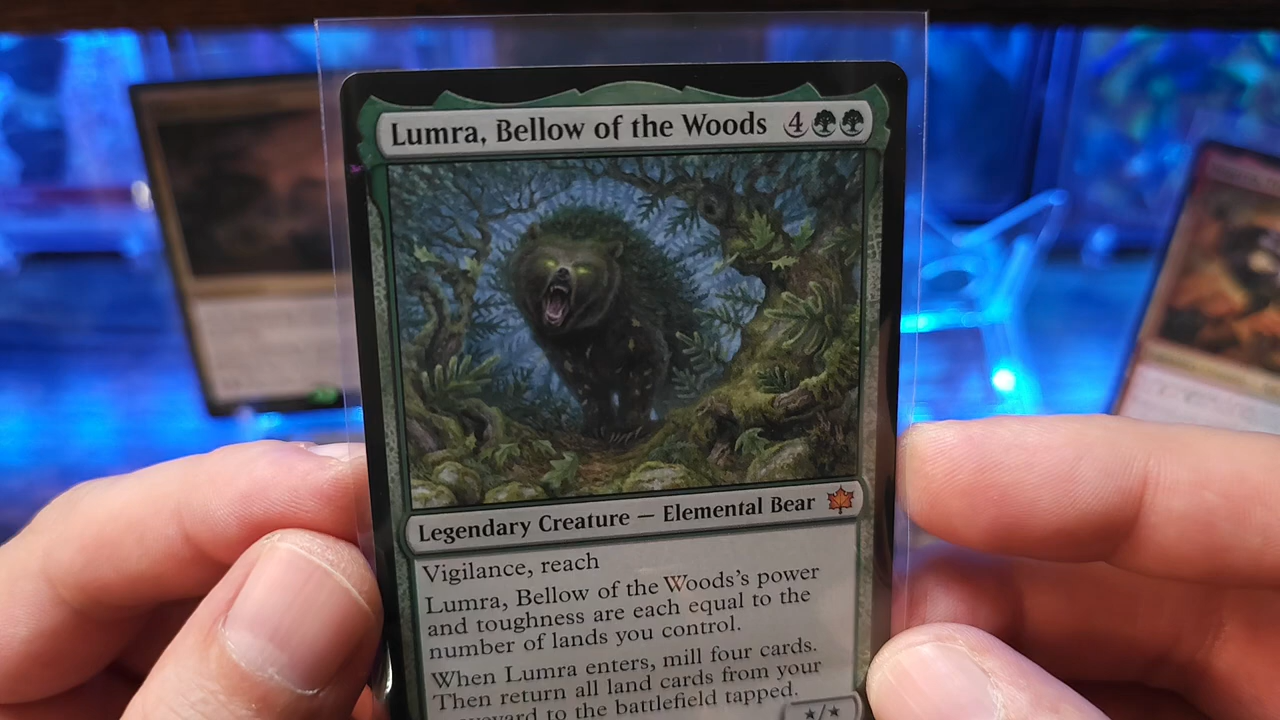 Lumra, Bellow of the Woods 4
Legendary Creature — Elemental Bear
Vigilance, reach
Lumra, Bellow of the Woods's power
and toughness are each equal to the
number of lands you control.
When Lumra enters, mill four cards.
Then return all land cards from your
to the battlefield tapped.
★/★